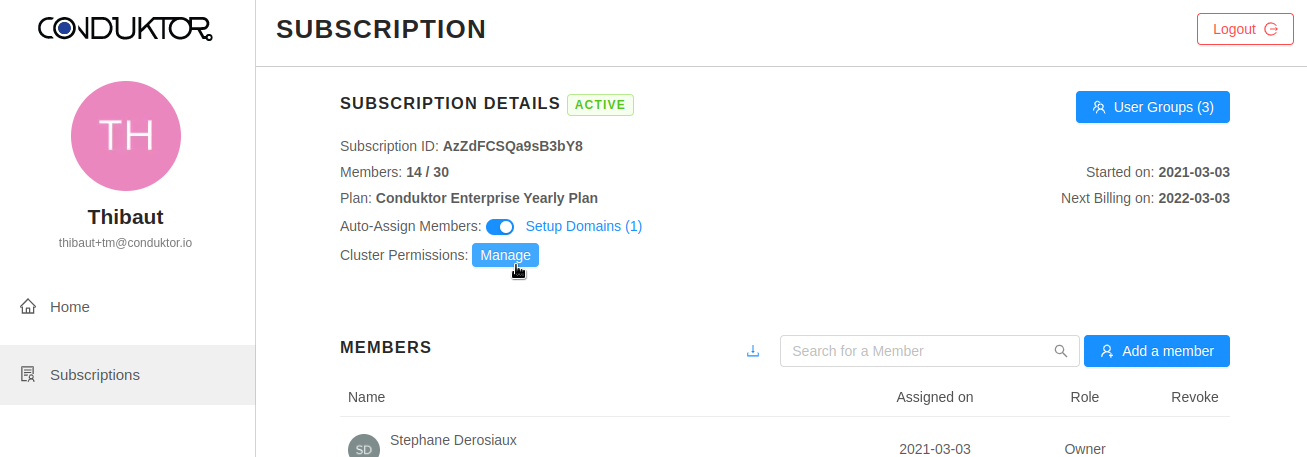 CONDUKTOR
SUBSCRIPTION
Logout
TH
Thibaut
thibaut+tm@conduktor.io
Home
Subscriptions
SUBSCRIPTION DETAILS ACTIVE
User Groups (3)
Subscription ID: AzZdFCSQa9sB3bY8
Members: 14 / 30
Started on: 2021-03-03
Plan: Conduktor Enterprise Yearly Plan
Next Billing on: 2022-03-03
Auto-Assign Members: Setup Domains (1)
Cluster Permissions: Manage
MEMBERS
Search for a Member
Add a member
Name Assigned on Role Revoke
SD Stephane Derosiaux 2021-03-03 Owner